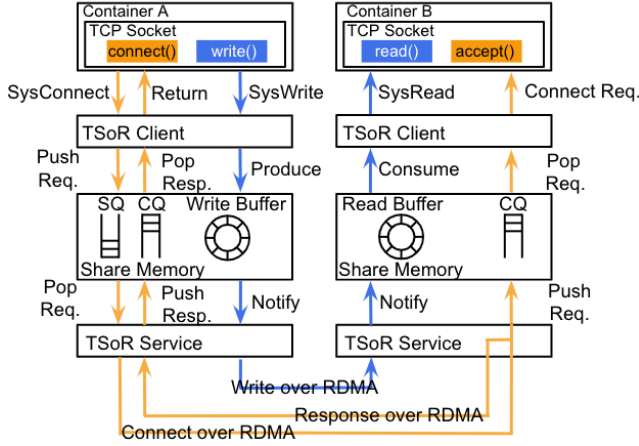 Container A
TCP Socket
connect()
write()
SysConnect
Return
SysWrite
TSoR Client
Push
Req.
Pop
Resp.
Produce
SQ
CQ
Write Buffer
Share Memory
Pop
Req.
Push
Resp.
Notify
TSoR Service
Container B
TCP Socket
read()
accept()
SysRead
Connect Req.
TSoR Client
Consume
Pop
Req.
Read Buffer
CQ
Share Memory
Notify
Push
Req.
TSoR Service
Write over RDMA
Response over RDMA
Connect over RDMA